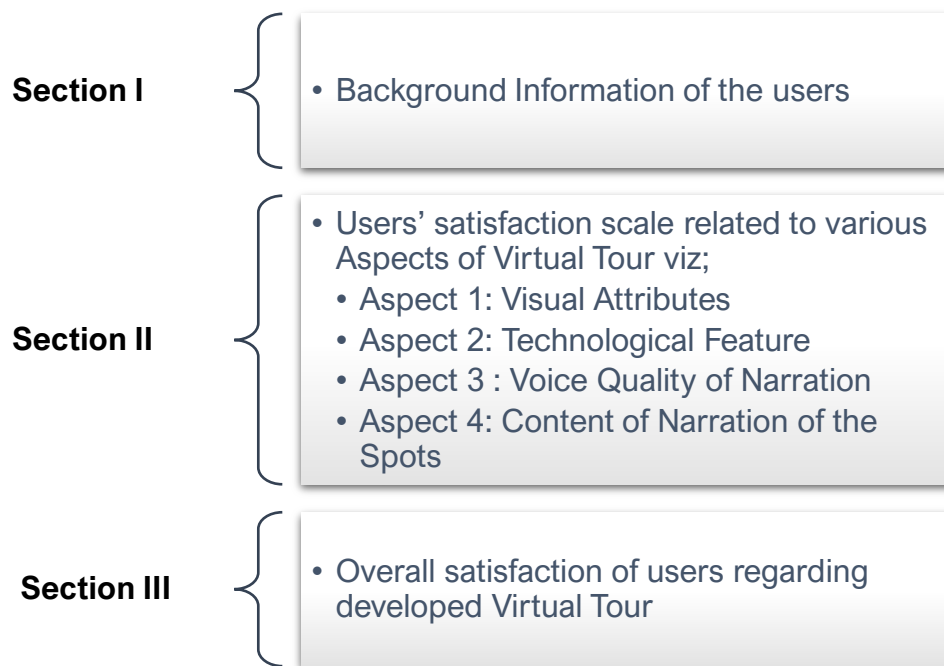 Section I
• Background Information of the users
Section II
• Users’ satisfaction scale related to various
Aspects of Virtual Tour viz;
• Aspect 1: Visual Attributes
• Aspect 2: Technological Feature
• Aspect 3 : Voice Quality of Narration
• Aspect 4: Content of Narration of the
Spots
Section III
• Overall satisfaction of users regarding
developed Virtual Tour